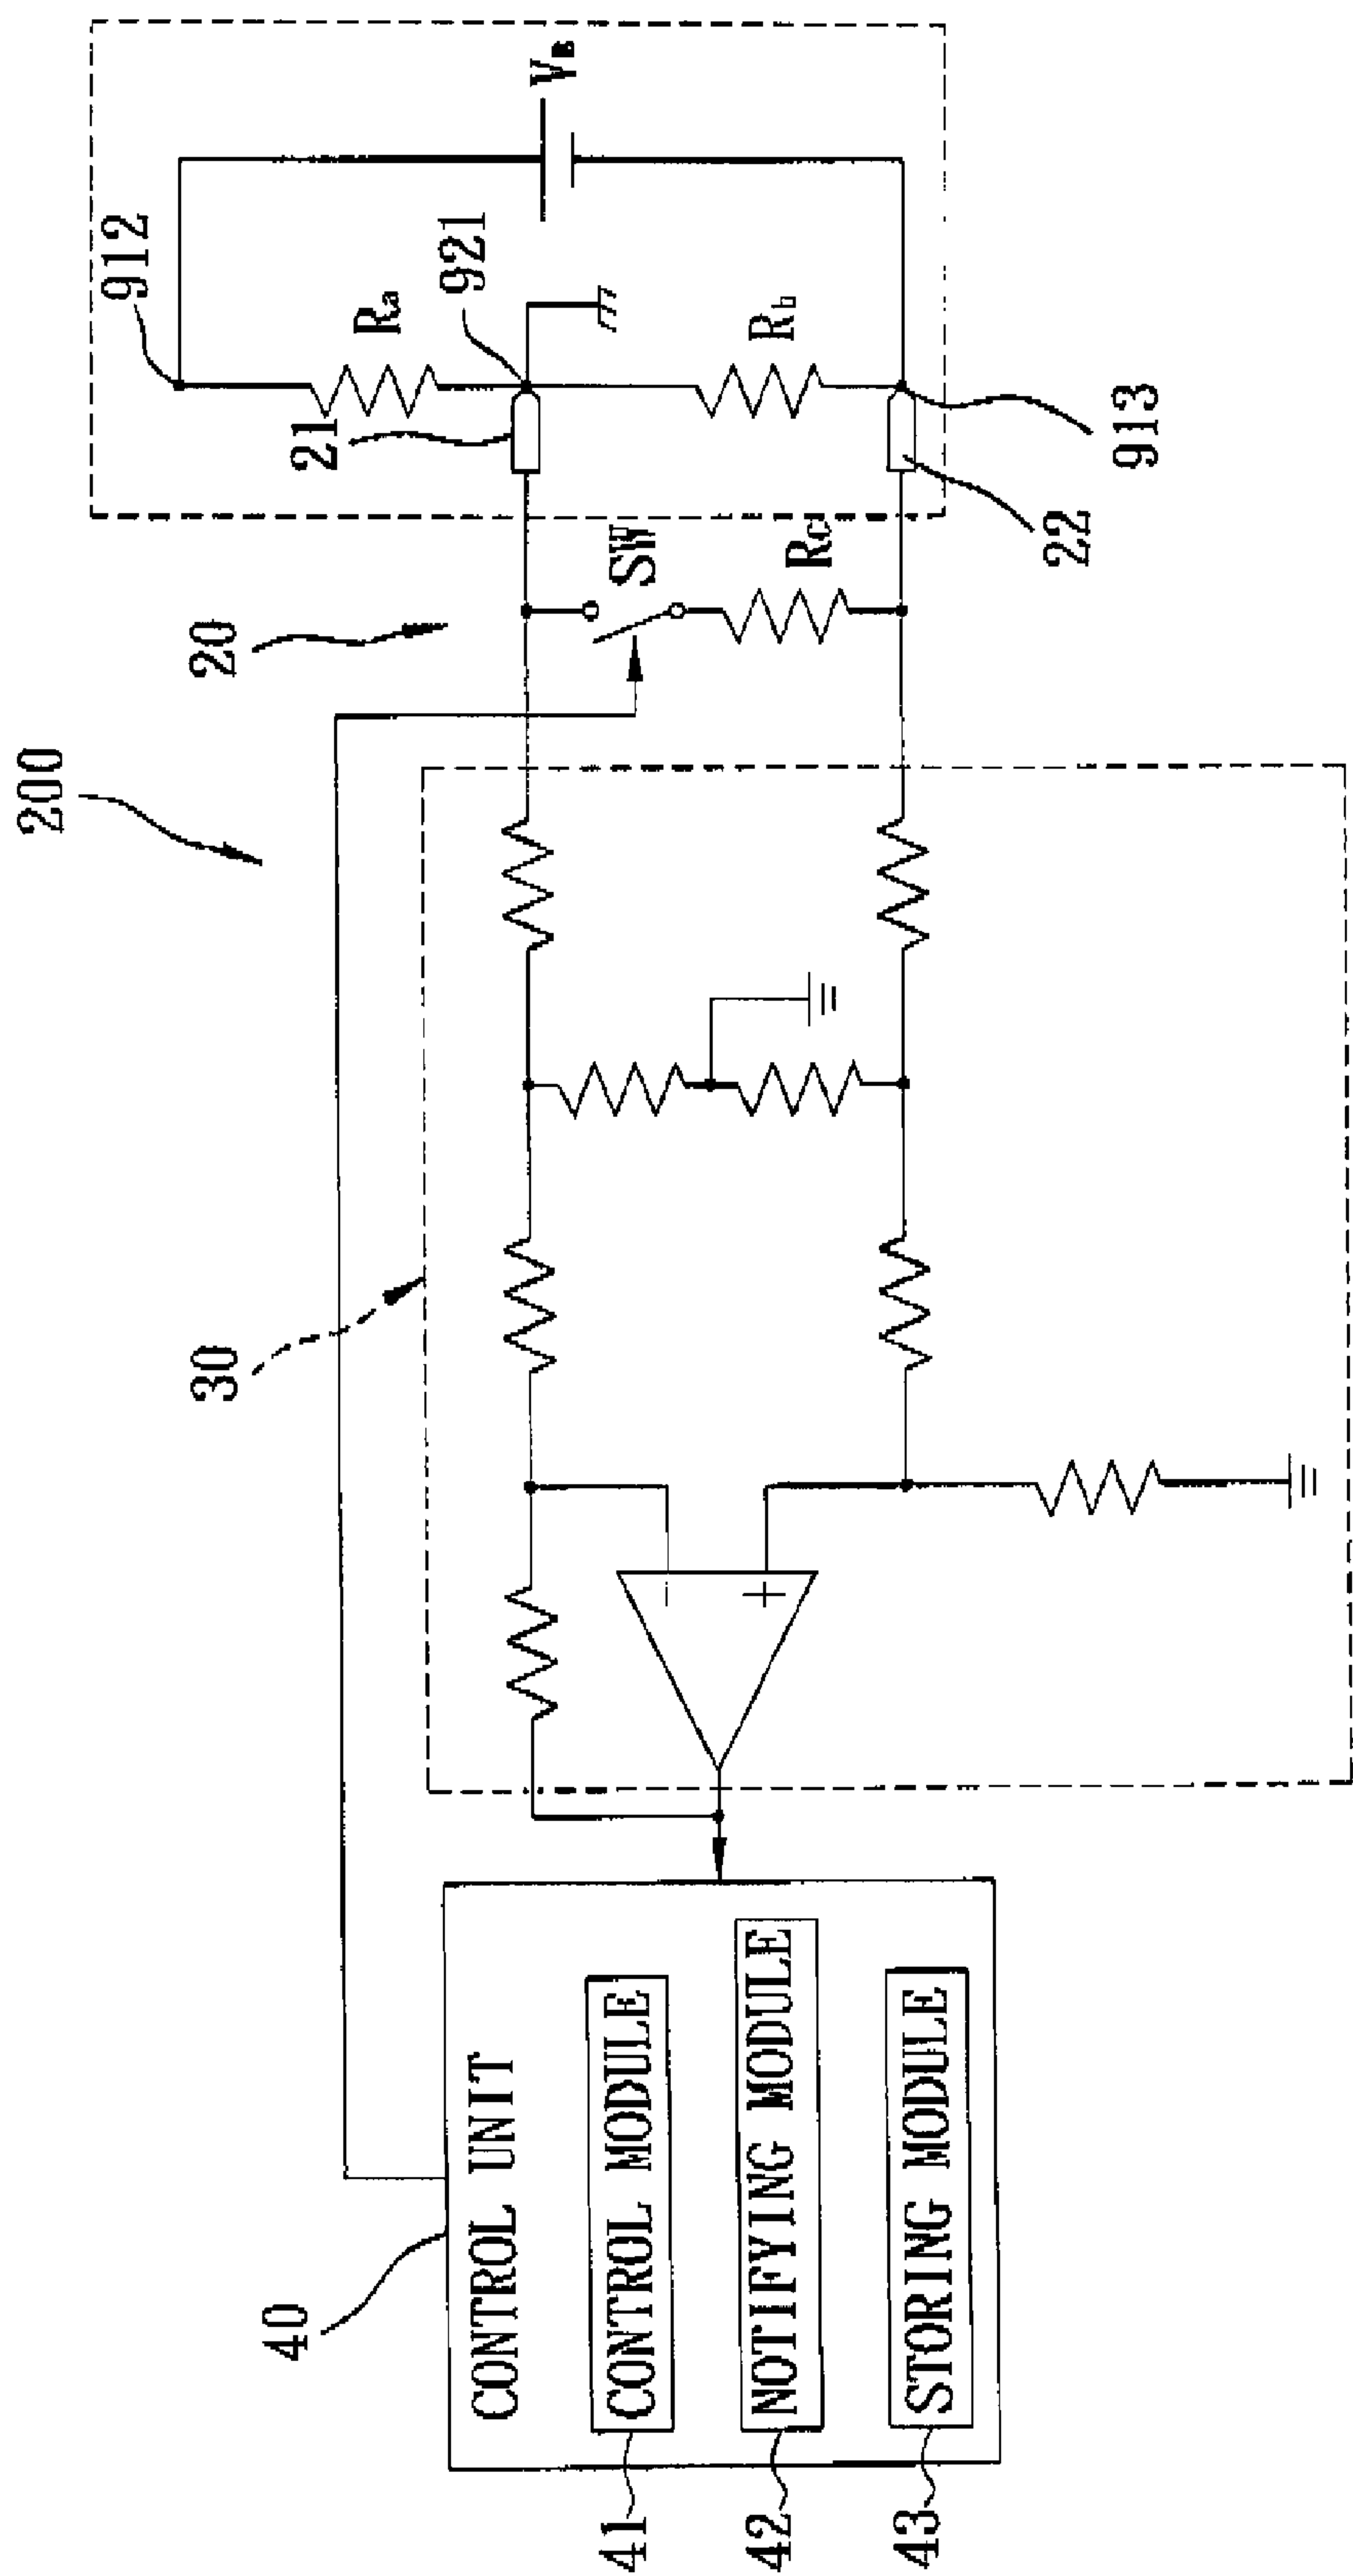 200
20
30
40
CONTROL UNIT
41
CONTROL MODULE
42
NOTIFYING MODULE
43
STORING MODULE
SW
Rc
21
22
912
Ra
921
Rb
913
VB